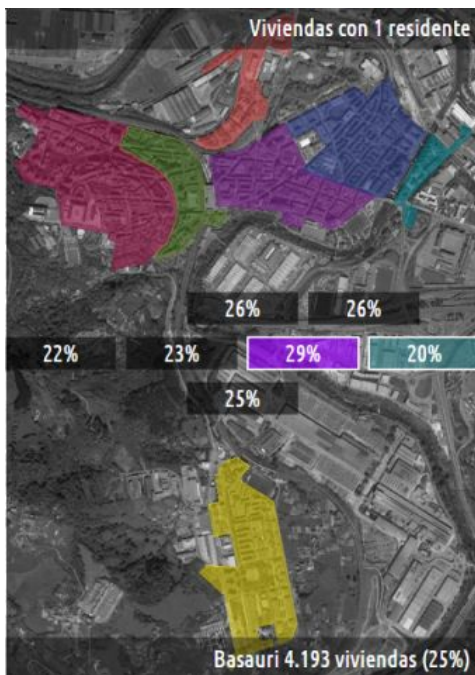 Viviendas con 1 residente
26% 26%
22% 23% 29% 20%
25%
Basauri 4.193 viviendas (25%)